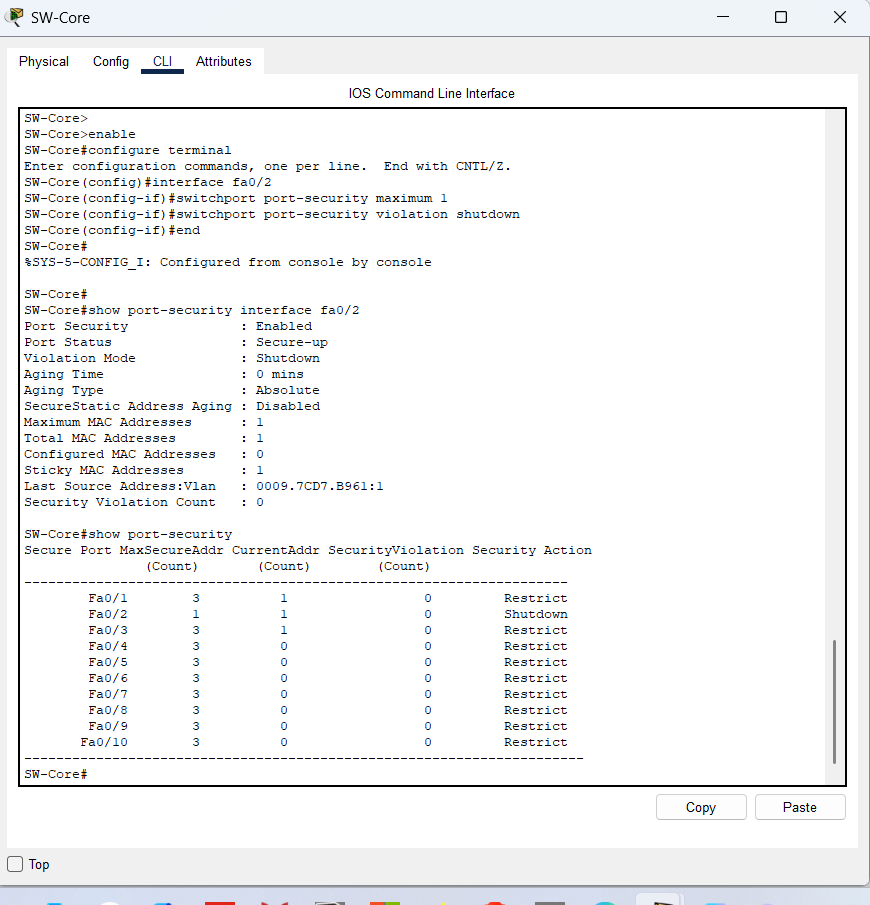 SW-Core
Physical Config CLI Attributes
IOS Command Line Interface
SW-Core>
SW-Core>enable
SW-Core#configure terminal
Enter configuration commands, one per line.  End with CNTL/Z.
SW-Core(config)#interface fa0/2
SW-Core(config-if)#switchport port-security maximum 1
SW-Core(config-if)#switchport port-security violation shutdown
SW-Core(config-if)#end
SW-Core#
%SYS-5-CONFIG_I: Configured from console by console
SW-Core#
SW-Core#show port-security interface fa0/2
Port Security              : Enabled
Port Status                : Secure-up
Violation Mode             : Shutdown
Aging Time                 : 0 mins
Aging Type                 : Absolute
SecureStatic Address Aging : Disabled
Maximum MAC Addresses      : 1
Total MAC Addresses        : 1
Configured MAC Addresses   : 0
Sticky MAC Addresses       : 1
Last Source Address:Vlan   : 0009.7CD7.B961:1
Security Violation Count   : 0
SW-Core#show port-security
Secure Port MaxSecureAddr CurrentAddr SecurityViolation Security Action
               (Count)       (Count)        (Count)
--------------------------------------------------------------------
        Fa0/1        3          1                 0         Restrict
        Fa0/2        1          1                 0         Shutdown
        Fa0/3        3          1                 0         Restrict
        Fa0/4        3          0                 0         Restrict
        Fa0/5        3          0                 0         Restrict
        Fa0/6        3          0                 0         Restrict
        Fa0/7        3          0                 0         Restrict
        Fa0/8        3          0                 0         Restrict
        Fa0/9        3          0                 0         Restrict
       Fa0/10        3          0                 0         Restrict
----------------------------------------------------------------------
SW-Core#
Copy Paste
Top